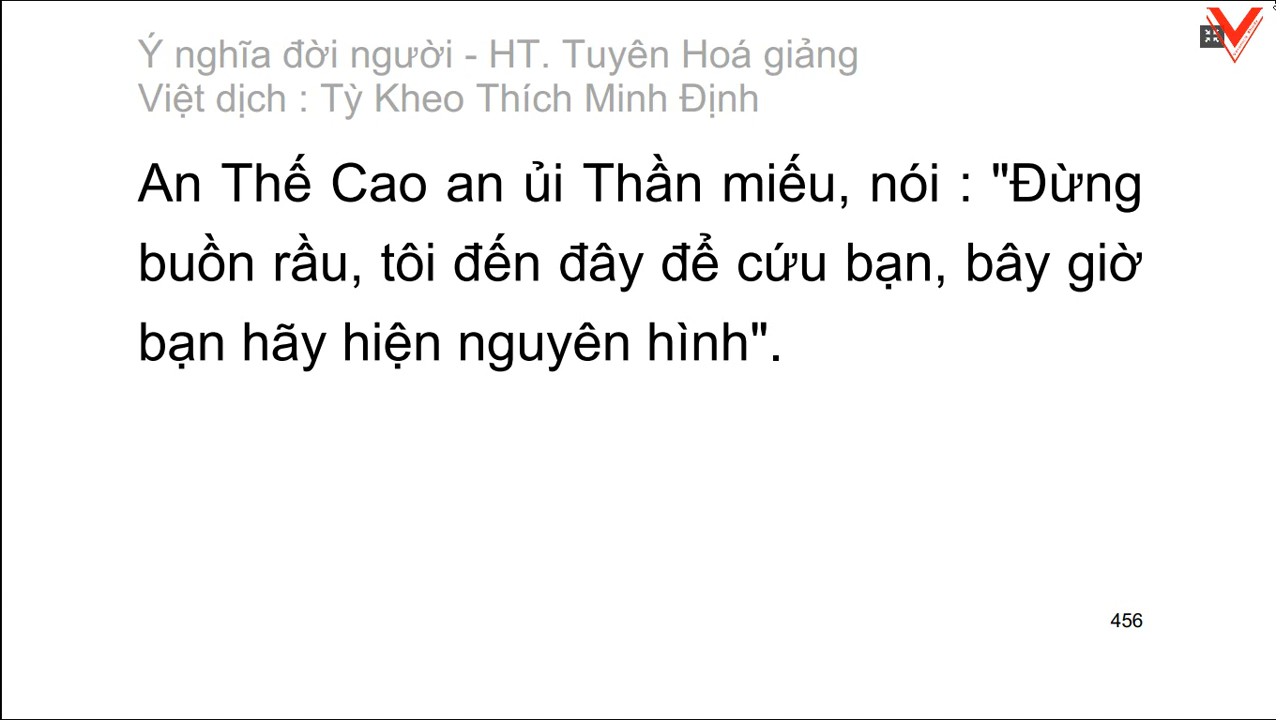 Ý nghĩa đời người - HT. Tuyên Hoá giảng
Việt dịch : Tỳ Kheo Thích Minh Định
An Thế Cao an ủi Thần miếu, nói : "Đừng
buồn rầu, tôi đến đây để cứu bạn, bây giờ
bạn hãy hiện nguyên hình".
456